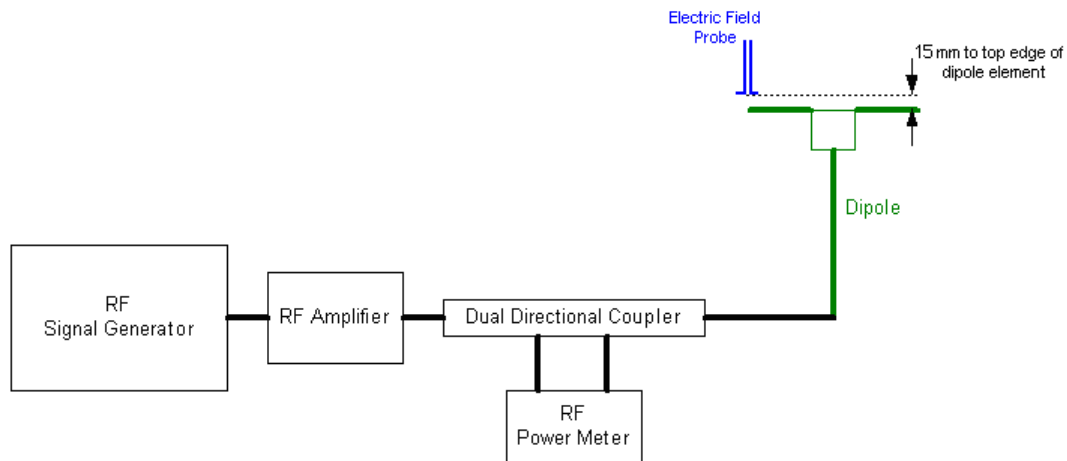 Electric Field
Probe
15 mm to top edge of
dipole element
Dipole
RF
Signal Generator
RF Amplifier
Dual Directional Coupler
RF
Power Meter